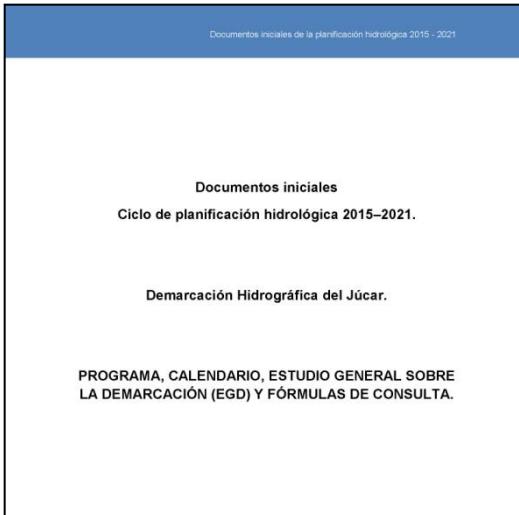 Documentos iniciales de la planificación hidrológica 2015 - 2021
Documentos iniciales
Ciclo de planificación hidrológica 2015–2021.
Demarcación Hidrográfica del Júcar.
PROGRAMA, CALENDARIO, ESTUDIO GENERAL SOBRE
LA DEMARCACIÓN (EGD) Y FÓRMULAS DE CONSULTA.